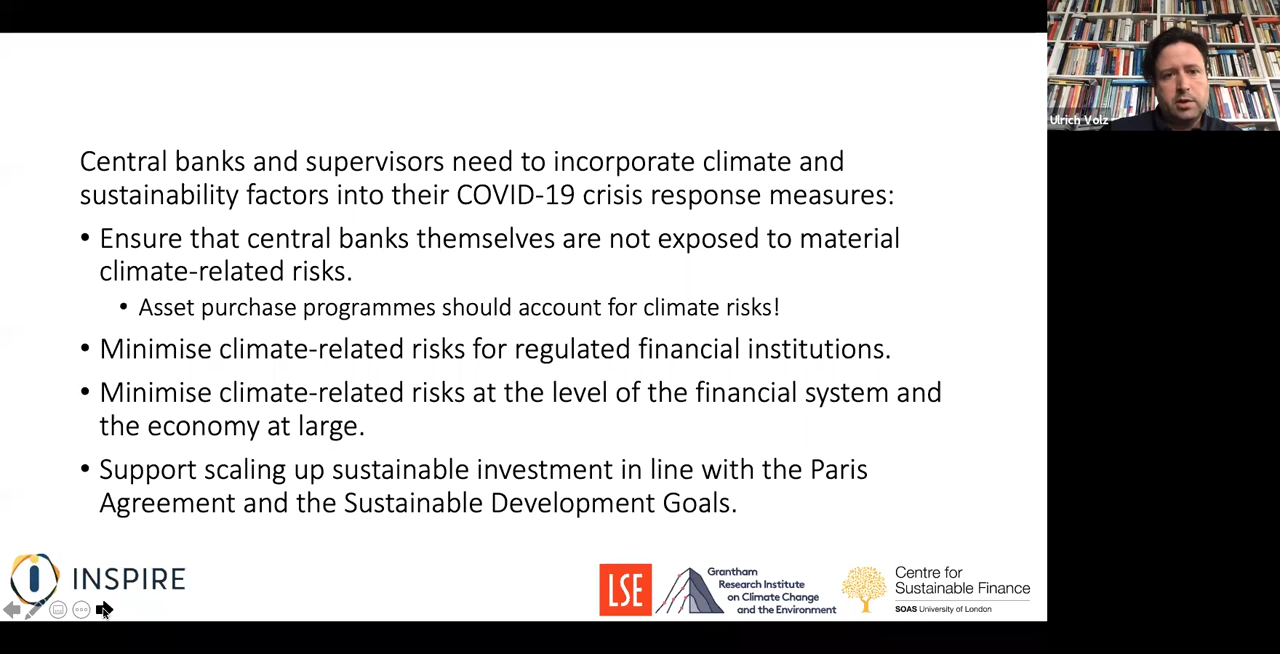 Ulrich Volz
Central banks and supervisors need to incorporate climate and
sustainability factors into their COVID-19 crisis response measures:
• Ensure that central banks themselves are not exposed to material
climate-related risks.
• Asset purchase programmes should account for climate risks!
• Minimise climate-related risks for regulated financial institutions.
• Minimise climate-related risks at the level of the financial system and
the economy at large.
• Support scaling up sustainable investment in line with the Paris
Agreement and the Sustainable Development Goals.
INSPIRE
LSE
Grantham
Research Institute
on Climate Change
and the Environment
Centre for
Sustainable Finance
SOAS University of London